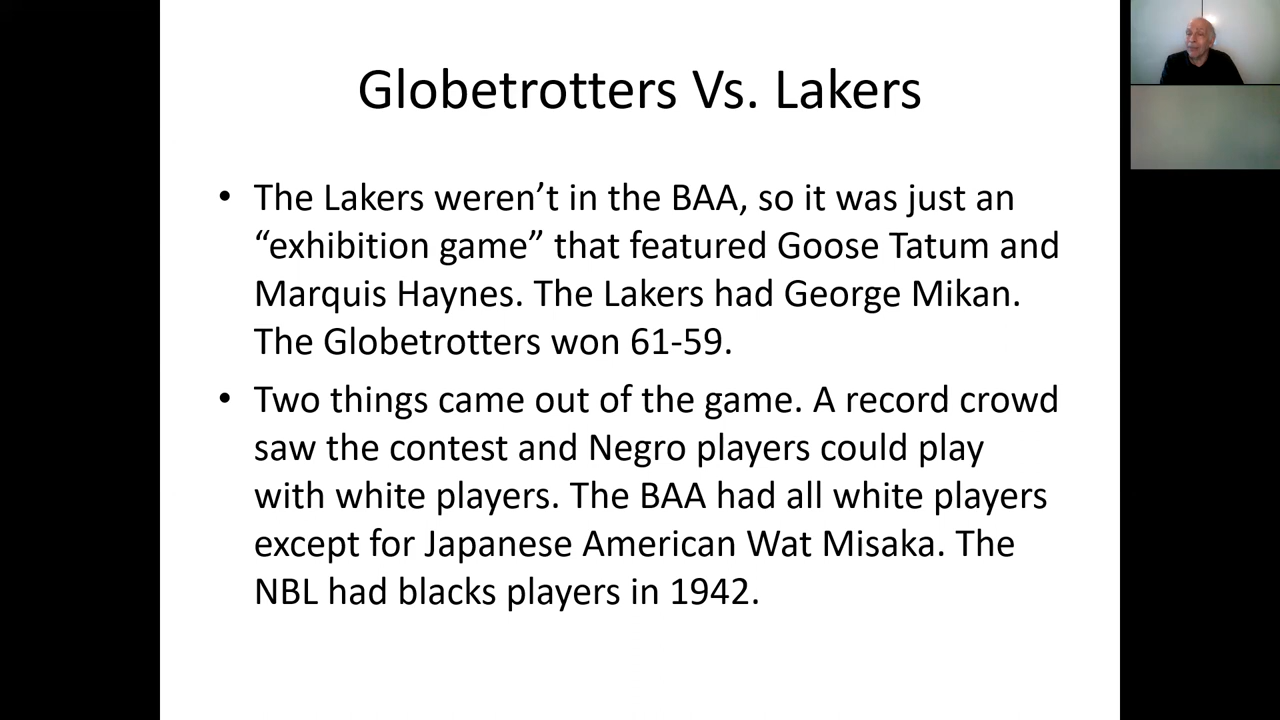 Globetrotters Vs. Lakers
• The Lakers weren’t in the BAA, so it was just an
“exhibition game” that featured Goose Tatum and
Marquis Haynes. The Lakers had George Mikan.
The Globetrotters won 61-59.
• Two things came out of the game. A record crowd
saw the contest and Negro players could play
with white players. The BAA had all white players
except for Japanese American Wat Misaka. The
NBL had blacks players in 1942.